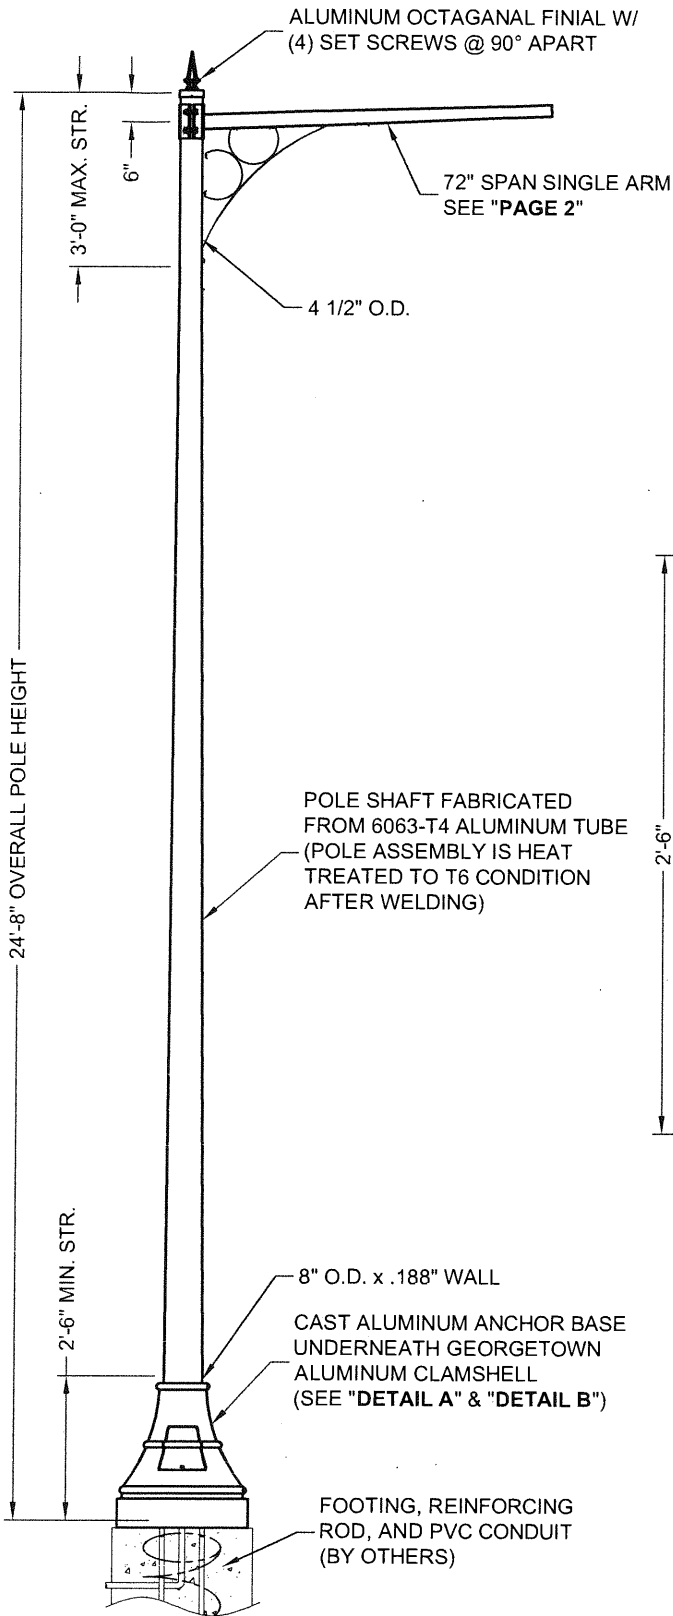 ALUMINUM OCTAGANAL FINIAL W/
(4) SET SCREWS @ 90° APART
3'-0" MAX. STR.
6"
72" SPAN SINGLE ARM
SEE "PAGE 2"
4 1/2" O.D.
24'-8" OVERALL POLE HEIGHT
POLE SHAFT FABRICATED
FROM 6063-T4 ALUMINUM TUBE
(POLE ASSEMBLY IS HEAT
TREATED TO T6 CONDITION
AFTER WELDING)
2'-6"
2'-6" MIN. STR.
8" O.D. x .188" WALL
CAST ALUMINUM ANCHOR BASE
UNDERNEATH GEORGETOWN
ALUMINUM CLAMSHELL
(SEE "DETAIL A" & "DETAIL B")
FOOTING, REINFORCING
ROD, AND PVC CONDUIT
(BY OTHERS)